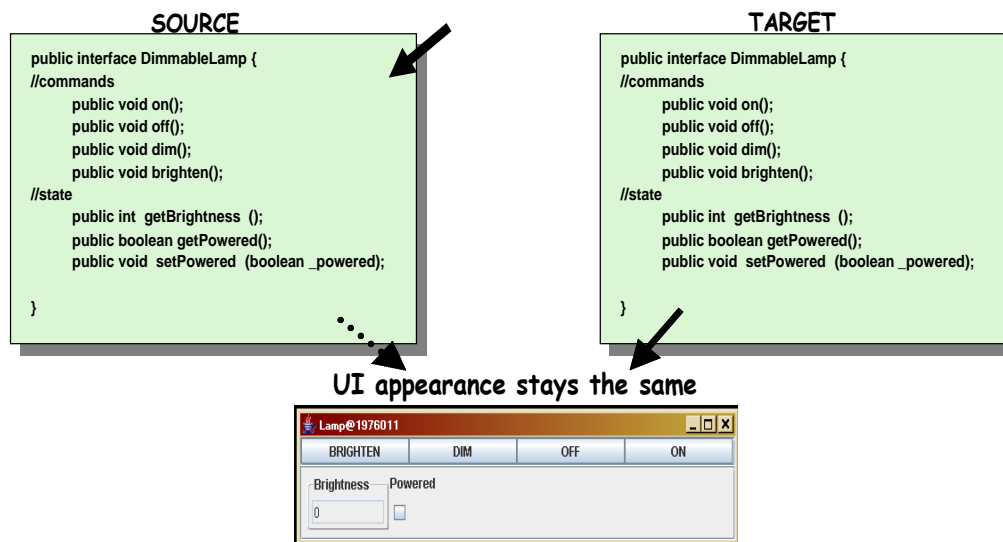 SOURCE
public interface DimmableLamp {
//commands
public void on();
public void off();
public void dim();
public void brighten();
//state
public int getBrightness ();
public boolean getPowered();
public void setPowered (boolean _powered);
}
TARGET
public interface DimmableLamp {
//commands
public void on();
public void off();
public void dim();
public void brighten();
//state
public int getBrightness ();
public boolean getPowered();
public void setPowered (boolean _powered);
}
UI appearance stays the same
Lamp@1976011
BRIGHTEN DIM OFF ON
Brightness Powered
0